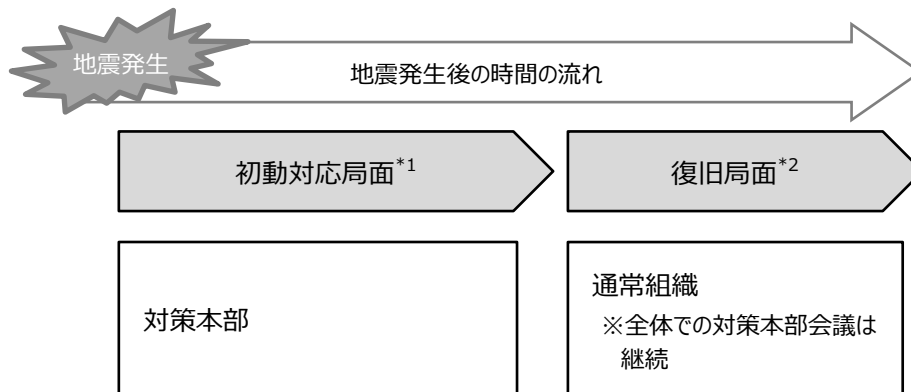 地震発生
地震発生後の時間の流れ
初動対応局面*1
復旧局面*2
対策本部
通常組織
※全体での対策本部会議は
継続